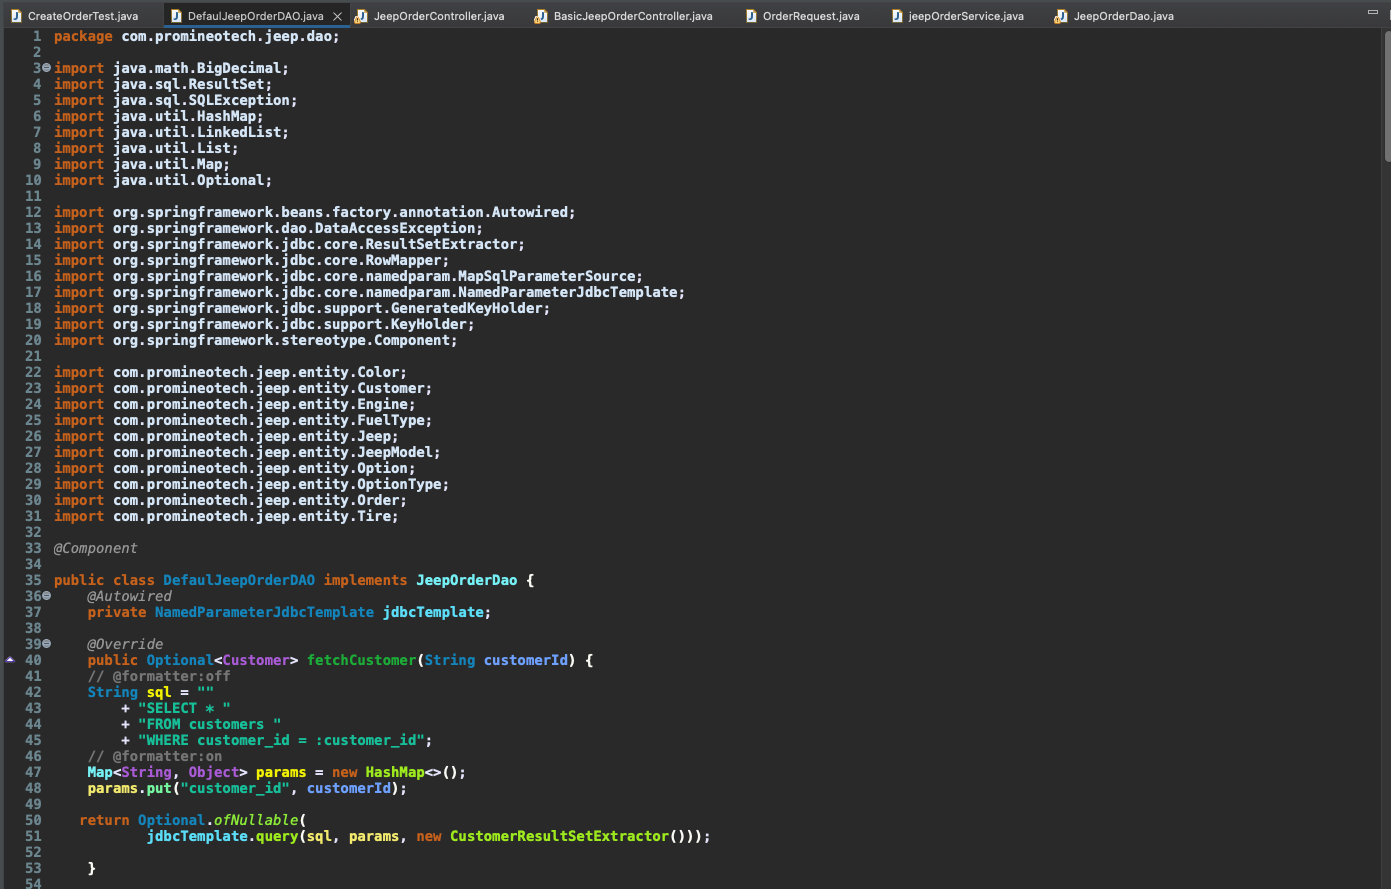 CreateOrderTest.java DefaulJeepOrderDAO.java JeepOrderController.java BasicJeepOrderController.java OrderRequest.java jeepOrderService.java JeepOrderDao.java
1 package com.promineotech.jeep.dao;
2
3 import java.math.BigDecimal;
4 import java.sql.ResultSet;
5 import java.sql.SQLException;
6 import java.util.HashMap;
7 import java.util.LinkedList;
8 import java.util.List;
9 import java.util.Map;
10 import java.util.Optional;
11
12 import org.springframework.beans.factory.annotation.Autowired;
13 import org.springframework.dao.DataAccessException;
14 import org.springframework.jdbc.core.ResultSetExtractor;
15 import org.springframework.jdbc.core.RowMapper;
16 import org.springframework.jdbc.core.namedparam.MapSqlParameterSource;
17 import org.springframework.jdbc.core.namedparam.NamedParameterJdbcTemplate;
18 import org.springframework.jdbc.support.GeneratedKeyHolder;
19 import org.springframework.jdbc.support.KeyHolder;
20 import org.springframework.stereotype.Component;
21
22 import com.promineotech.jeep.entity.Color;
23 import com.promineotech.jeep.entity.Customer;
24 import com.promineotech.jeep.entity.Engine;
25 import com.promineotech.jeep.entity.FuelType;
26 import com.promineotech.jeep.entity.Jeep;
27 import com.promineotech.jeep.entity.JeepModel;
28 import com.promineotech.jeep.entity.Option;
29 import com.promineotech.jeep.entity.OptionType;
30 import com.promineotech.jeep.entity.Order;
31 import com.promineotech.jeep.entity.Tire;
32
33 @Component
34
35 public class DefaulJeepOrderDAO implements JeepOrderDao {
36 @Autowired
37 private NamedParameterJdbcTemplate jdbcTemplate;
38
39 @Override
40 public Optional<Customer> fetchCustomer(String customerId) {
41 // @formatter:off
42 String sql = ""
43 + "SELECT * "
44 + "FROM customers "
45 + "WHERE customer_id = :customer_id";
46 // @formatter:on
47 Map<String, Object> params = new HashMap<>();
48 params.put("customer_id", customerId);
49
50 return Optional.ofNullable(
51 jdbcTemplate.query(sql, params, new CustomerResultSetExtractor()));
52
53 }
54